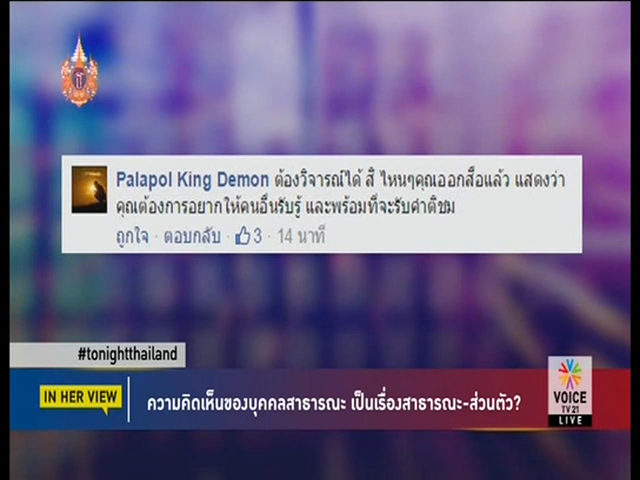 Palapol King Demon ต้องวิจารณ์ได้ สิ ไหนๆคุณออกสื่อแล้ว แสดงว่า
คุณต้องการอยากให้คนอื่นรับรู้ และพร้อมที่จะรับคำติชม
ถูกใจ · ตอบกลับ · 3 · 14 นาที
#tonightthailand
IN HER VIEW
ความคิดเห็นของบุคคลสาธารณะ เป็นเรื่องสาธารณะ-ส่วนตัว?
VOICE
TV 21
LIVE